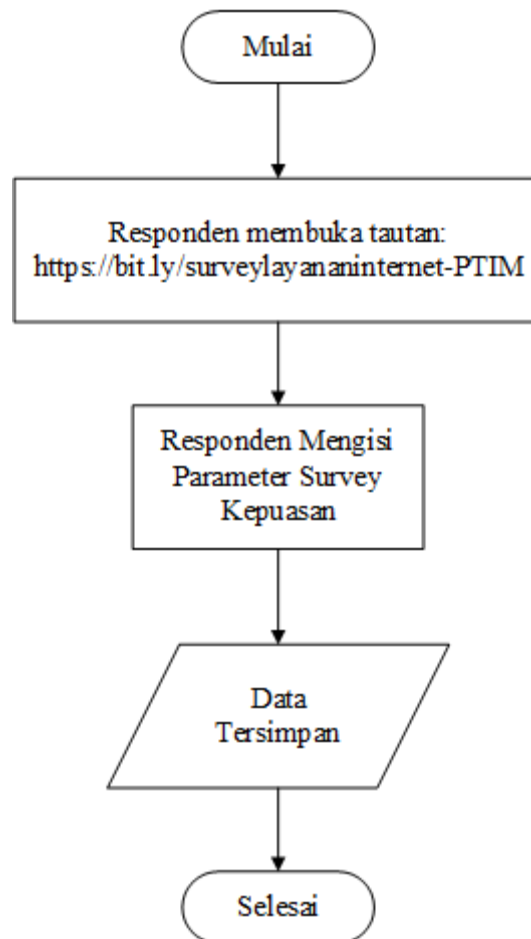 Mulai
Responden membuka tautan:
https://bit.ly/surveylayananinternet-PTIM
Responden Mengisi
Parameter Survey
Kepuasan
Data
Tersimpan
Selesai